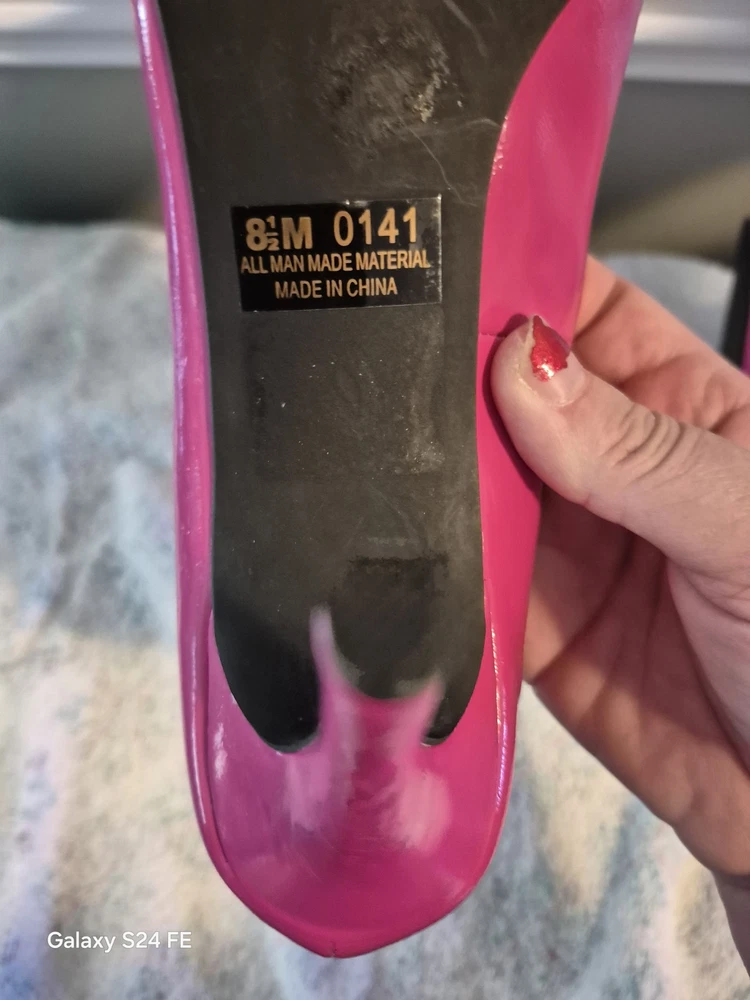 8½M 0141
ALL MAN MADE MATERIAL
MADE IN CHINA
Galaxy S24 FE